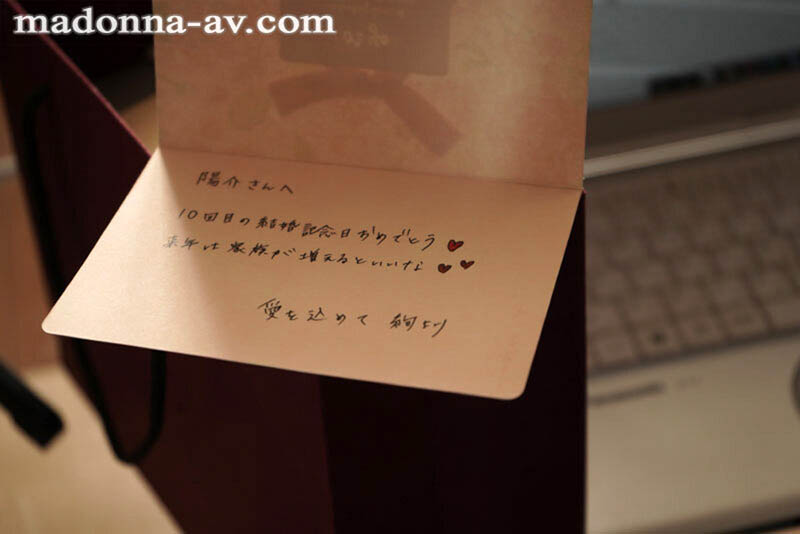 madonna-av.com
陽介さんへ
10回目の結婚記念日おめでとう
来年は家族が増えるといいな
愛を込めて 絢より